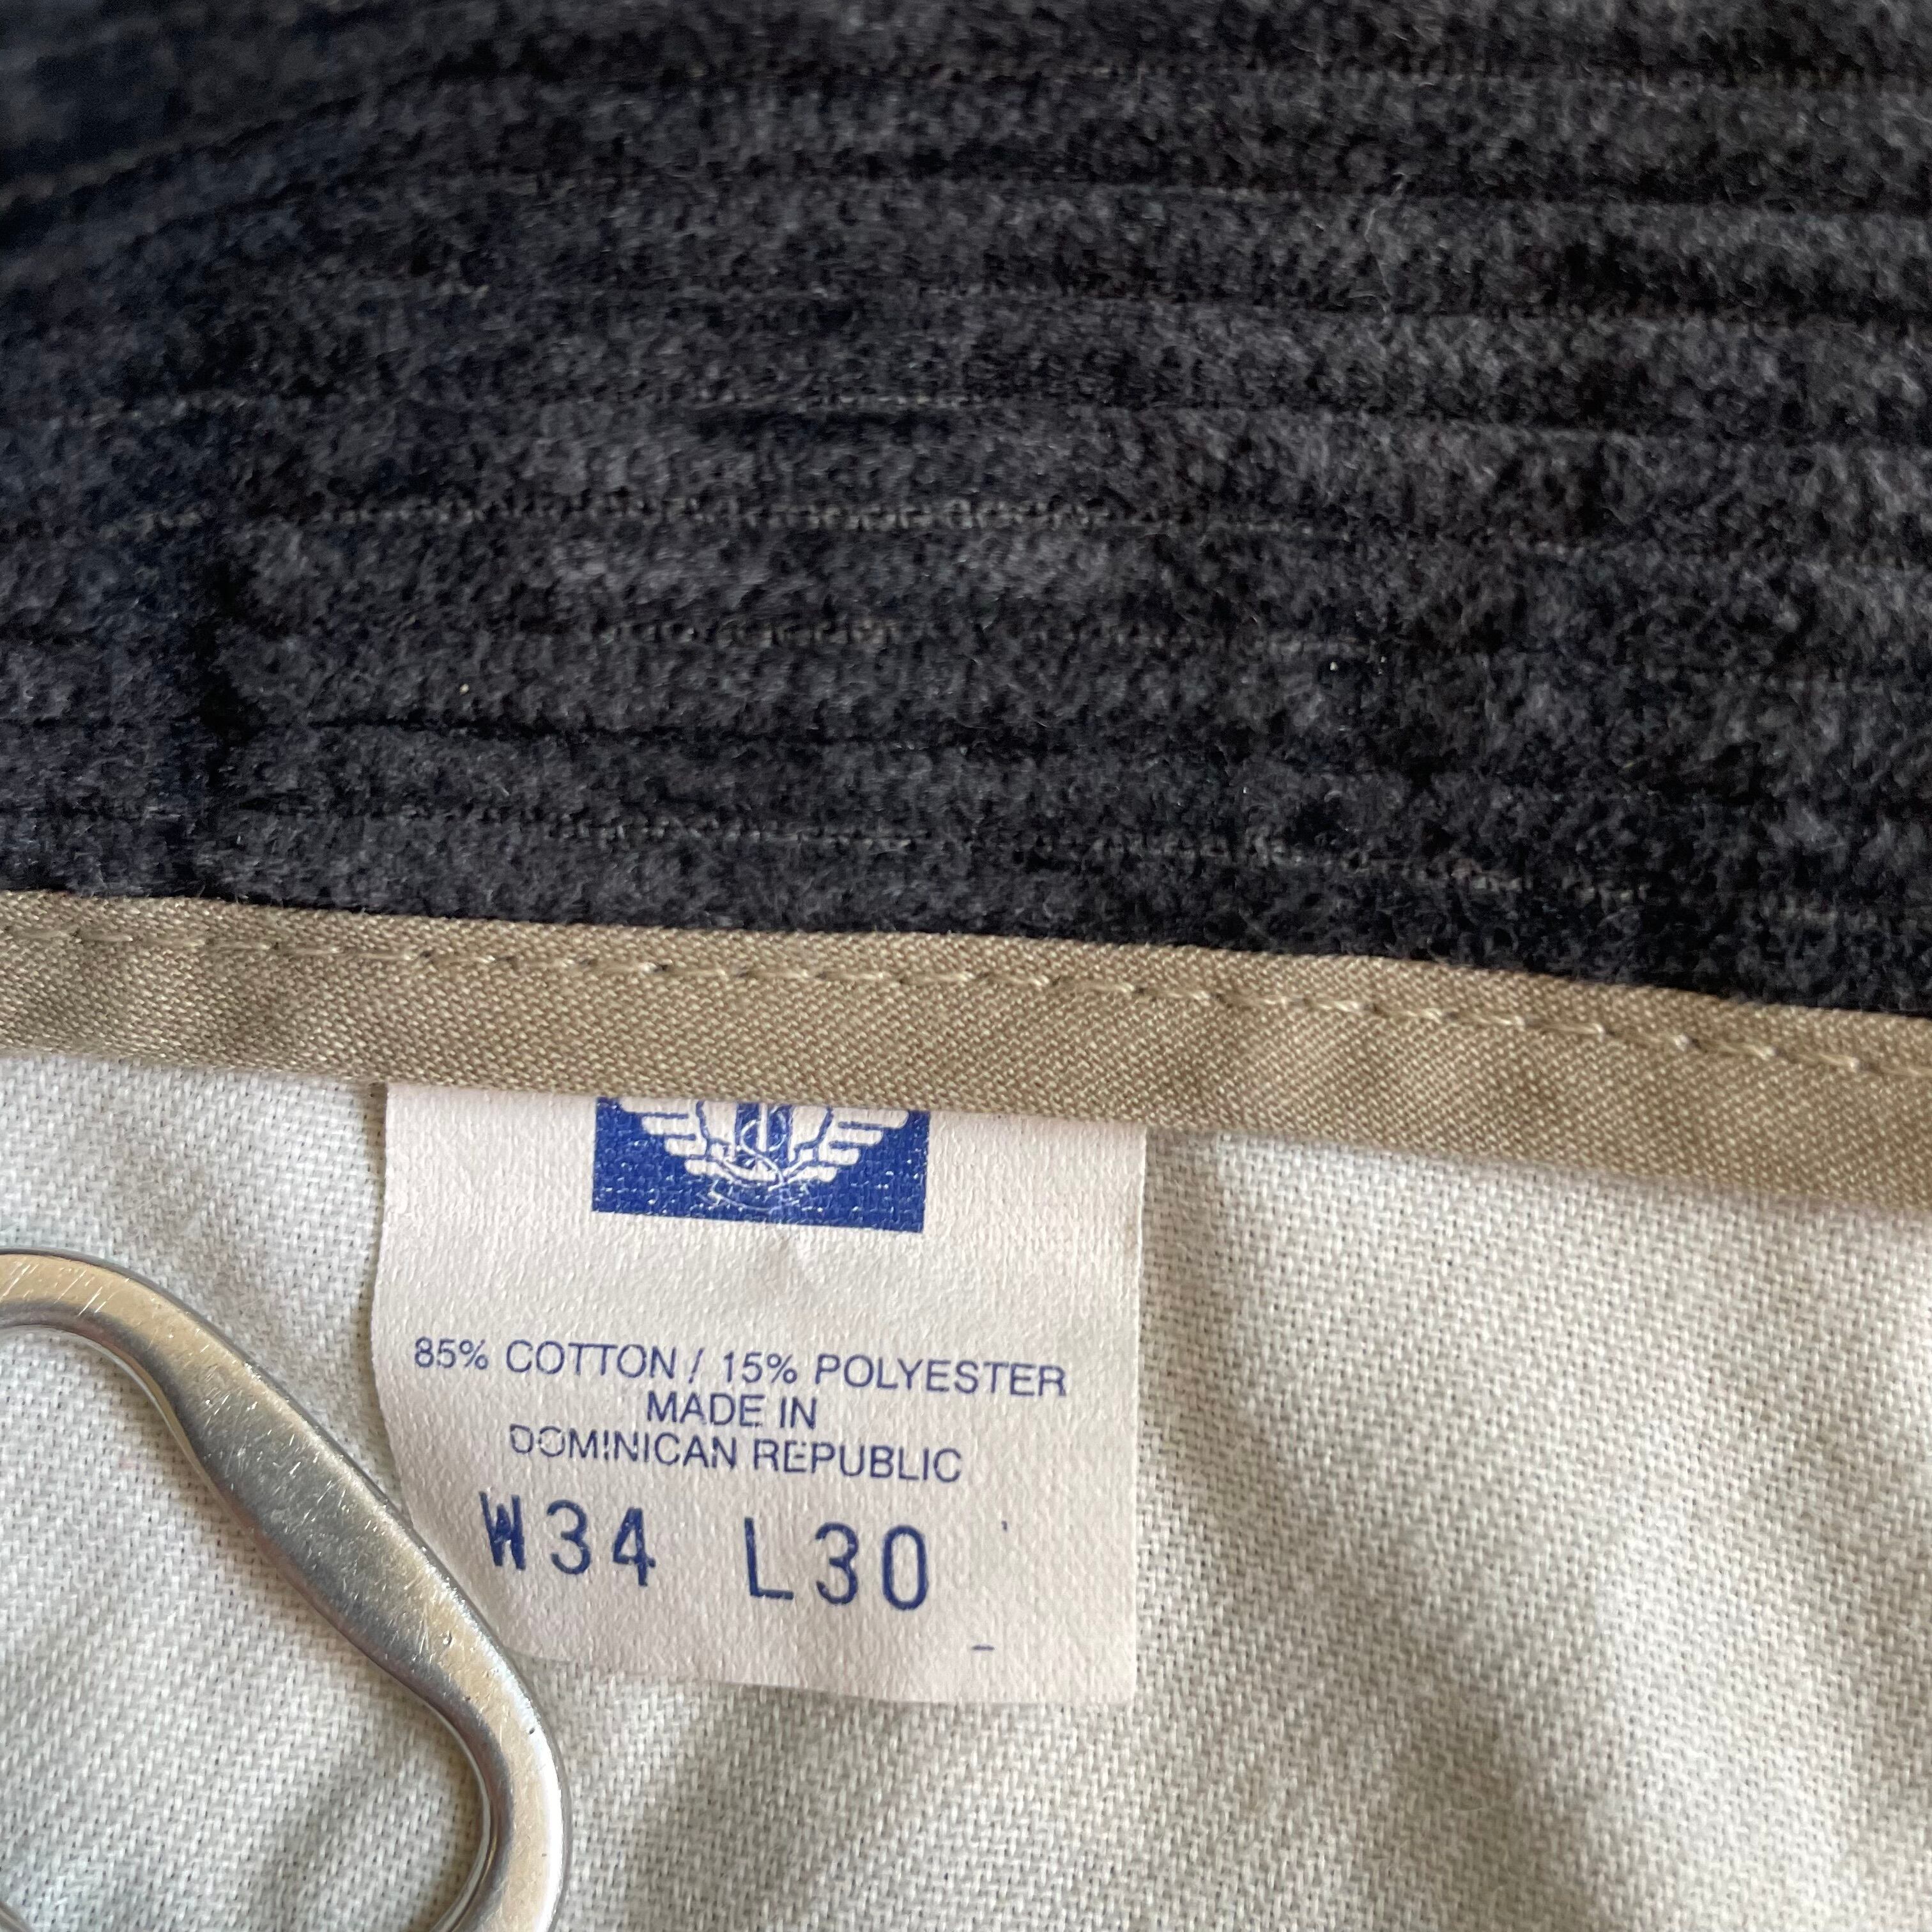 85% COTTON / 15% POLYESTER
MADE IN
DOMINICAN REPUBLIC
W34 L30